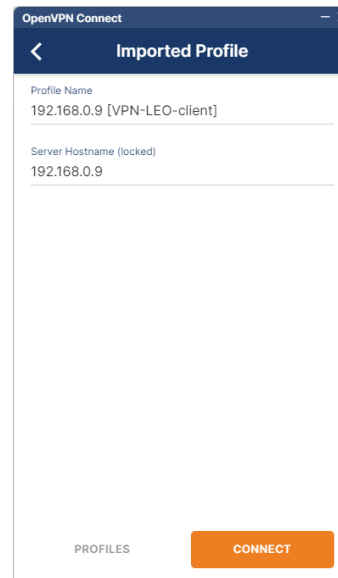 OpenVPN Connect
Imported Profile
Profile Name
192.168.0.9 [VPN-LEO-client]
Server Hostname (locked)
192.168.0.9
PROFILES CONNECT